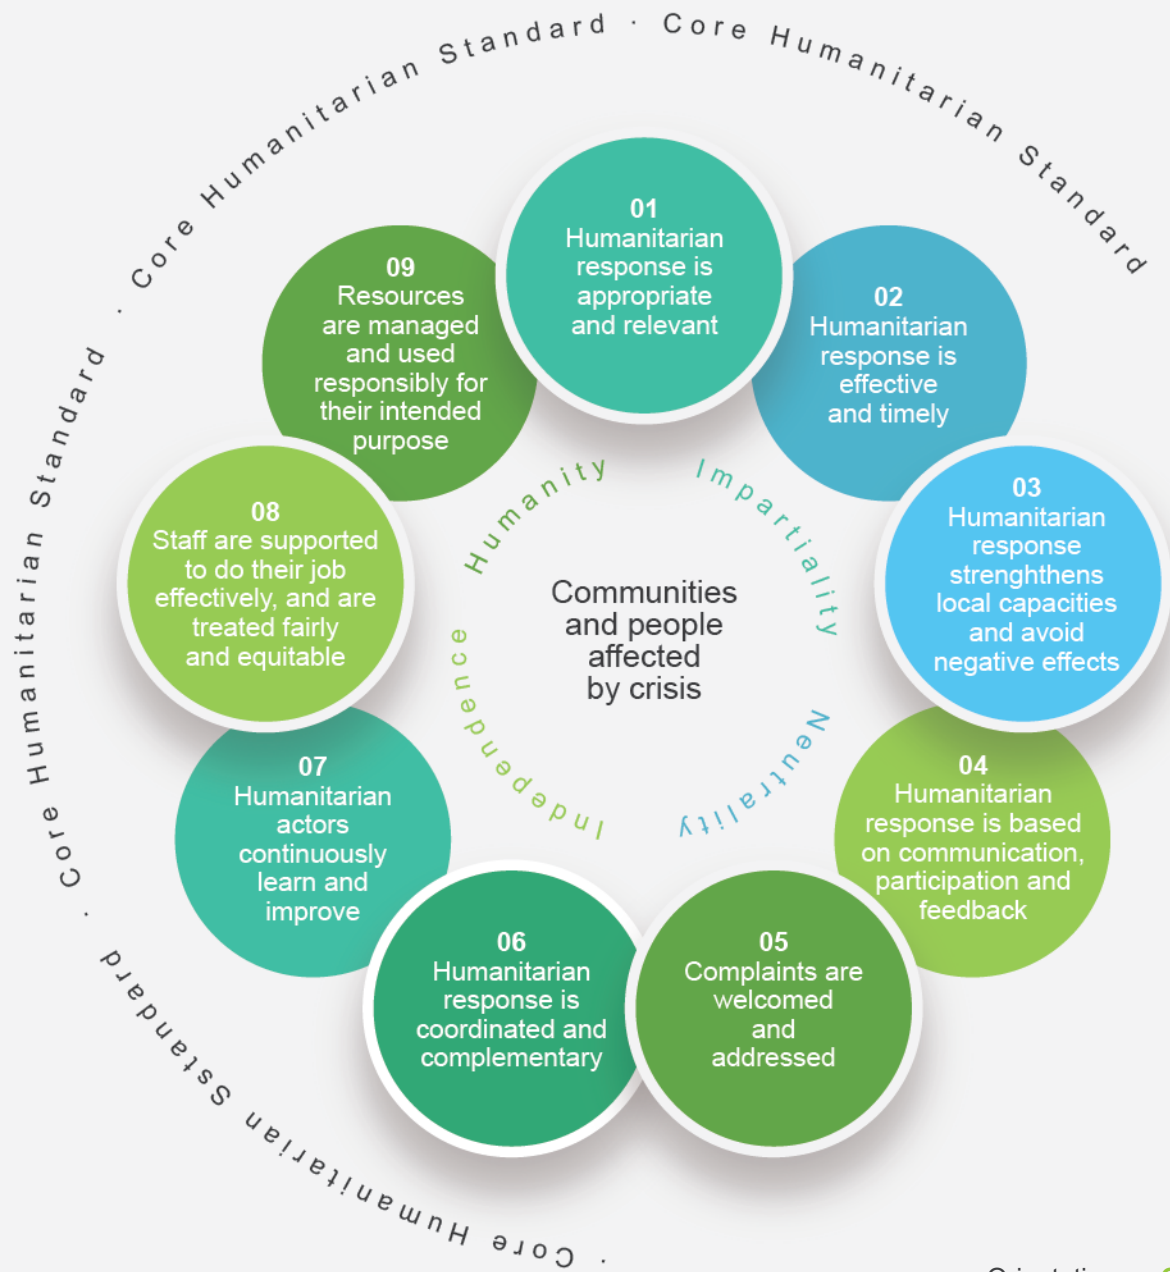 · Core Humanitarian Sstandard
· Core Humanitarian Standard
· Core Humanitarian Standard
· Core Humanitarian Standard
01
Humanitarian
response is
appropriate
and relevant
02
Humanitarian
response is
effective
and timely
03
Humanitarian
response
strenghthens
local capacities
and avoid
negative effects
04
Humanitarian
response is based
on communication,
participation and
feedback
05
Complaints are
welcomed
and
addressed
06
Humanitarian
response is
coordinated and
complementary
07
Humanitarian
actors
continuously
learn and
improve
08
Staff are supported
to do their job
effectively, and are
treated fairly
and equitable
09
Resources
are managed
and used
responsibly for
their intended
purpose
Humanity
Impartiality
Neutrality
Independence
Communities
and people
affected
by crisis